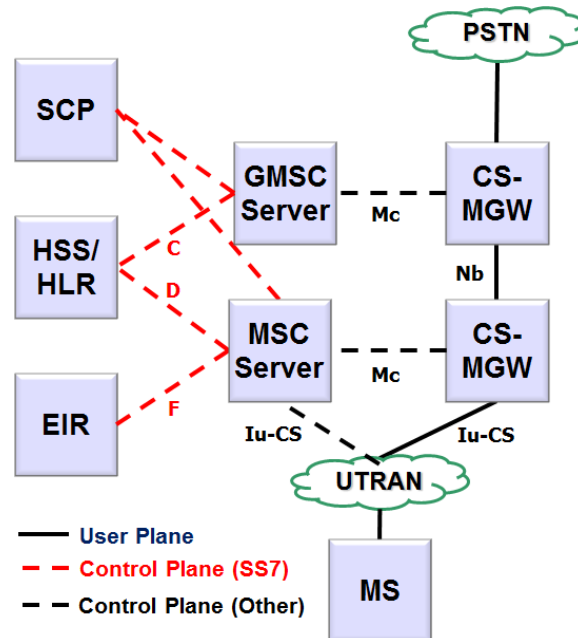 PSTN
SCP
GMSC
Server
Mc
CS-
MGW
HSS/
HLR
C
D
Nb
MSC
Server
Mc
CS-
MGW
EIR
F
Iu-CS
Iu-CS
UTRAN
MS
User Plane
Control Plane (SS7)
Control Plane (Other)